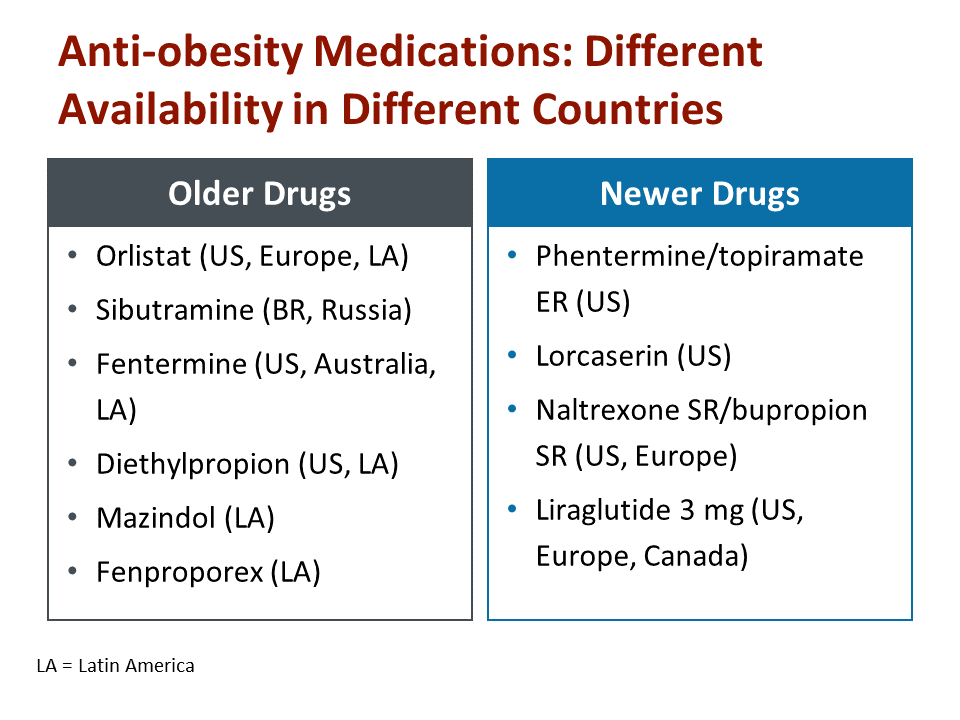 Anti-obesity Medications: Different
Availability in Different Countries
Older Drugs
• Orlistat (US, Europe, LA)
• Sibutramine (BR, Russia)
• Fentermine (US, Australia,
LA)
• Diethylpropion (US, LA)
• Mazindol (LA)
• Fenproporex (LA)
Newer Drugs
• Phentermine/topiramate
ER (US)
• Lorcaserin (US)
• Naltrexone SR/bupropion
SR (US, Europe)
• Liraglutide 3 mg (US,
Europe, Canada)
LA = Latin America